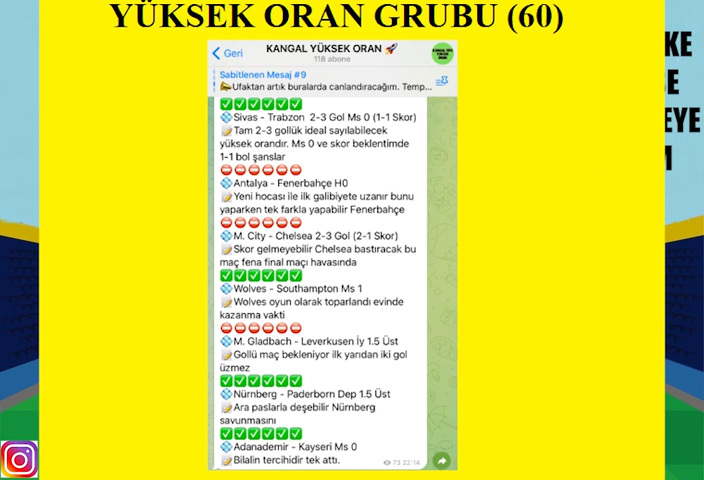 YÜKSEK ORAN GRUBU (60)
Geri
KANGAL YÜKSEK ORAN 🚀
118 abone
Sabitlenen Mesaj #9
Ufaktan artık buralarda canlandıracağım. Temp...
✅✅✅✅✅✅
💠Sivas - Trabzon 2-3 Gol Ms 0 (1-1 Skor)
📝Tam 2-3 gollük ideal sayılabilecek
yüksek orandır. Ms 0 ve skor beklentimde
1-1 bol şanslar
⛔⛔⛔⛔⛔⛔
💠Antalya - Fenerbahçe H0
📝Yeni hocası ile ilk galibiyete uzanır bunu
yaparken tek farkla yapabilir Fenerbahçe
⛔⛔⛔⛔⛔⛔
💠M. City - Chelsea 2-3 Gol (2-1 Skor)
📝Skor gelmeyebilir Chelsea bastıracak bu
maç fena final maçı havasında
✅✅✅✅✅✅
💠Wolves - Southampton Ms 1
📝Wolves oyun olarak toparlandı evinde
kazanma vakti
⛔⛔⛔⛔⛔⛔
💠M. Gladbach - Leverkusen İy 1.5 Üst
📝Gollü maç bekleniyor ilk yarıdan iki gol
üzmez
✅✅✅✅✅✅
💠Nürnberg - Paderborn Dep 1.5 Üst
📝Ara paslarla deşebilir Nürnberg
savunmasını
✅✅✅✅✅✅
💠Adanademir - Kayseri Ms 0
📝Bilalin tercihidir tek attı.
73 22:14
KE
EYE